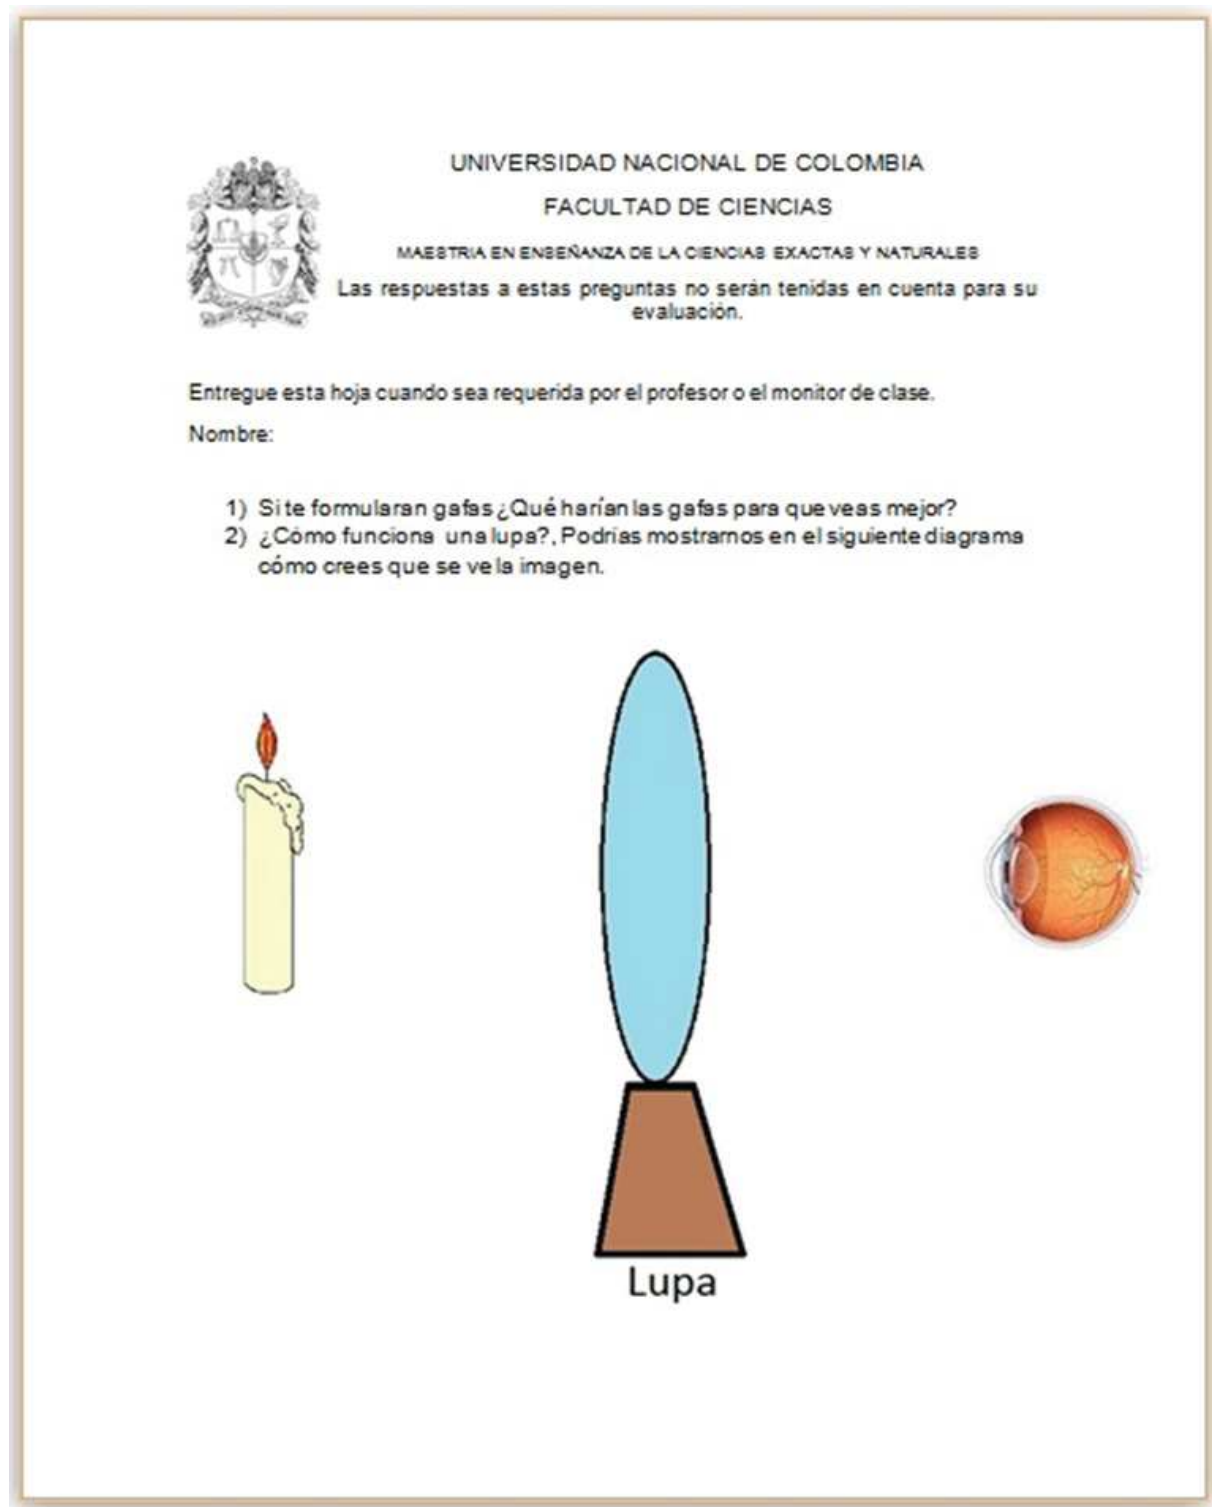 UNIVERSIDAD NACIONAL DE COLOMBIA
FACULTAD DE CIENCIAS
MAESTRIA EN ENSEÑANZA DE LA CIENCIAS EXACTAS Y NATURALES
Las respuestas a estas preguntas no serán tenidas en cuenta para su
evaluación.
Entregue esta hoja cuando sea requerida por el profesor o el monitor de clase.
Nombre:
1) Si te formularan gafas ¿Qué harían las gafas para que veas mejor?
2) ¿Cómo funciona una lupa?, Podrías mostrarnos en el siguiente diagrama
cómo crees que se ve la imagen.
Lupa